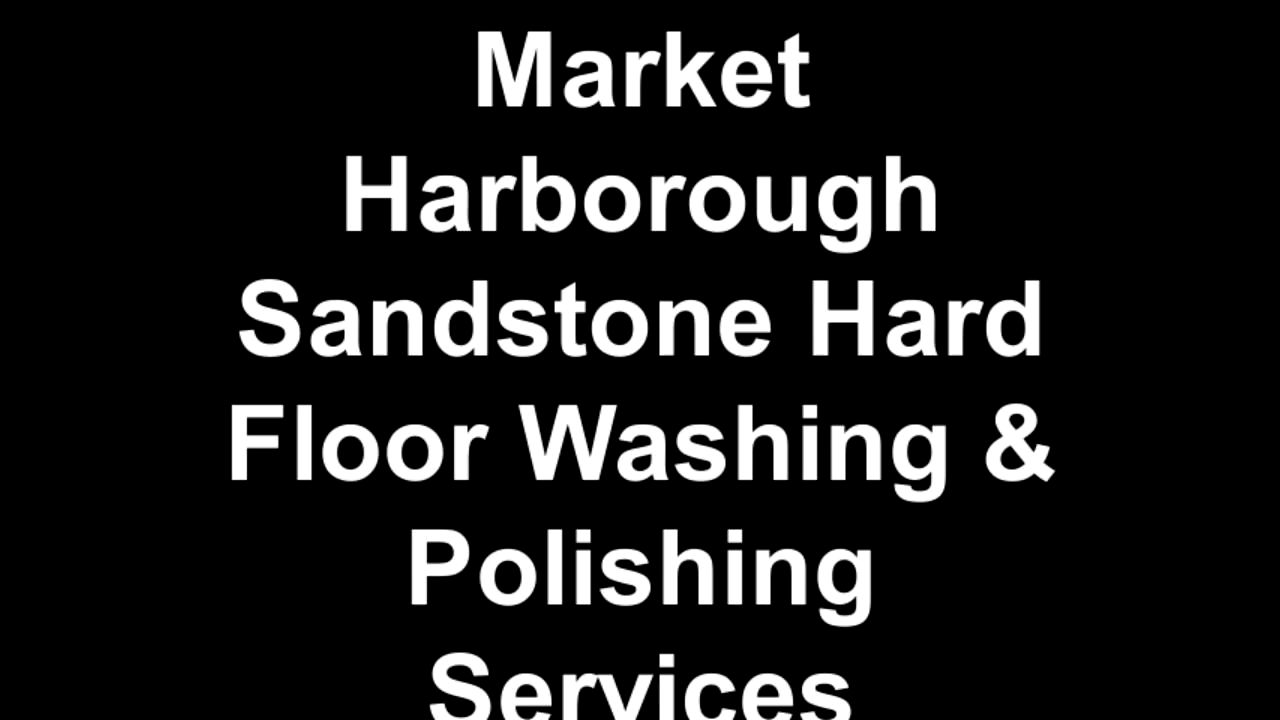 Market
Harborough
Sandstone Hard
Floor Washing &
Polishing
Services